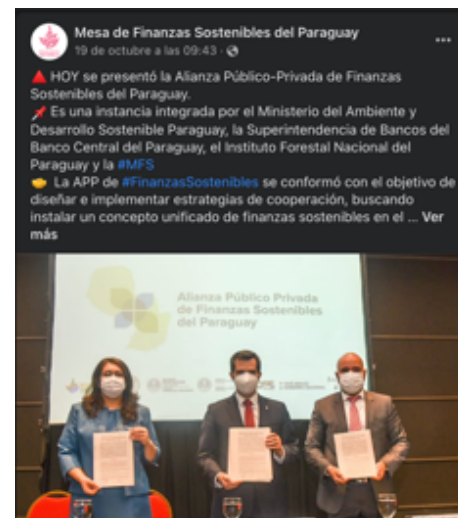 Mesa de Finanzas Sostenibles del Paraguay
19 de octubre a las 09:43 ·
🔺 HOY se presentó la Alianza Público-Privada de Finanzas
Sostenibles del Paraguay.
📌 Es una instancia integrada por el Ministerio del Ambiente y
Desarrollo Sostenible Paraguay, la Superintendencia de Bancos del
Banco Central del Paraguay, el Instituto Forestal Nacional del
Paraguay y la #MFS
🤝 La APP de #FinanzasSostenibles se conformó con el objetivo de
diseñar e implementar estrategias de cooperación, buscando
instalar un concepto unificado de finanzas sostenibles en el ... Ver
más
Alianza Público Privada
de Finanzas Sostenibles
del Paraguay